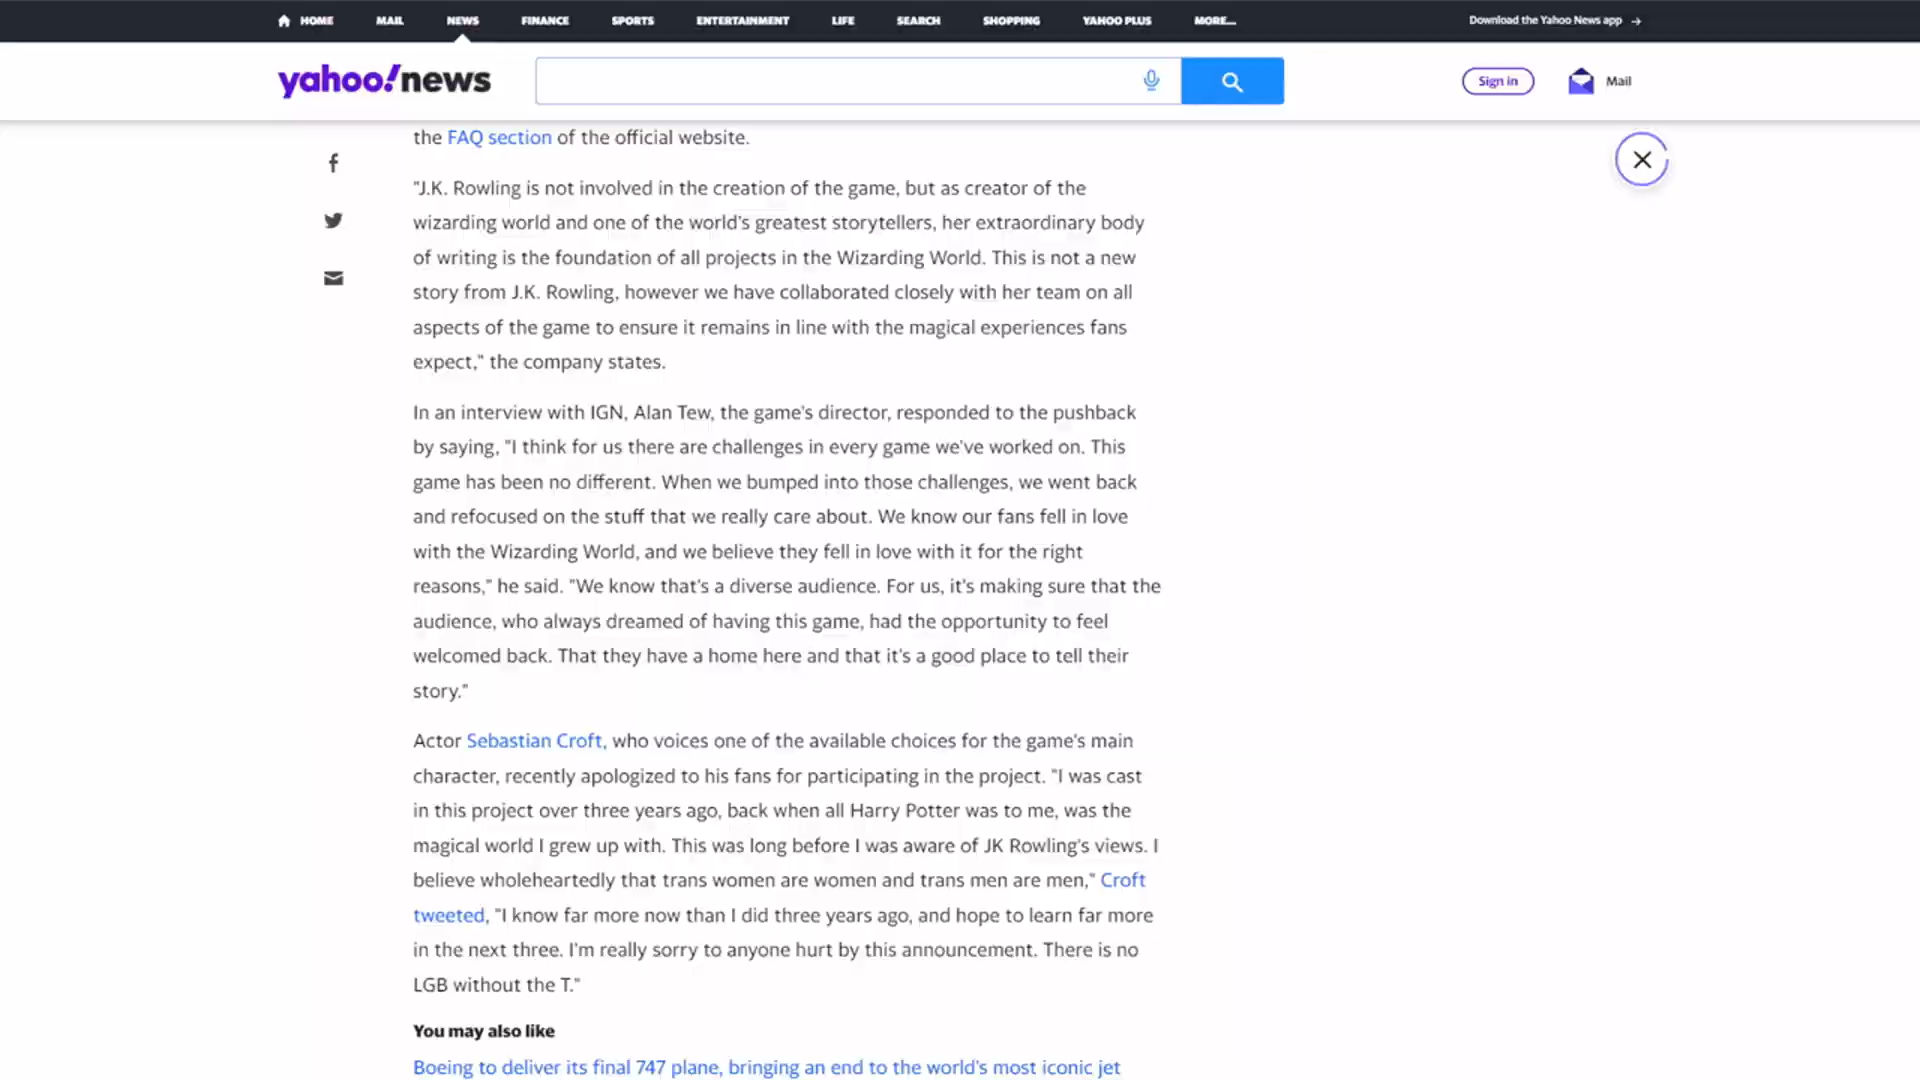 HOME MAIL NEWS FINANCE SPORTS ENTERTAINMENT LIFE SEARCH SHOPPING YAHOO PLUS MORE... Download the Yahoo News app →
yahoo!news Sign in Mail
the FAQ section of the official website.
"J.K. Rowling is not involved in the creation of the game, but as creator of the
wizarding world and one of the world's greatest storytellers, her extraordinary body
of writing is the foundation of all projects in the Wizarding World. This is not a new
story from J.K. Rowling, however we have collaborated closely with her team on all
aspects of the game to ensure it remains in line with the magical experiences fans
expect," the company states.
In an interview with IGN, Alan Tew, the game's director, responded to the pushback
by saying, "I think for us there are challenges in every game we've worked on. This
game has been no different. When we bumped into those challenges, we went back
and refocused on the stuff that we really care about. We know our fans fell in love
with the Wizarding World, and we believe they fell in love with it for the right
reasons," he said. "We know that's a diverse audience. For us, it's making sure that the
audience, who always dreamed of having this game, had the opportunity to feel
welcomed back. That they have a home here and that it's a good place to tell their
story."
Actor Sebastian Croft, who voices one of the available choices for the game's main
character, recently apologized to his fans for participating in the project. "I was cast
in this project over three years ago, back when all Harry Potter was to me, was the
magical world I grew up with. This was long before I was aware of JK Rowling's views. I
believe wholeheartedly that trans women are women and trans men are men," Croft
tweeted, "I know far more now than I did three years ago, and hope to learn far more
in the next three. I'm really sorry to anyone hurt by this announcement. There is no
LGB without the T."
You may also like
Boeing to deliver its final 747 plane, bringing an end to the world's most iconic jet